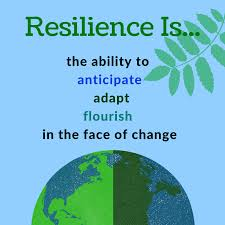 Resilience Is...
the ability to
anticipate
adapt
flourish
in the face of change